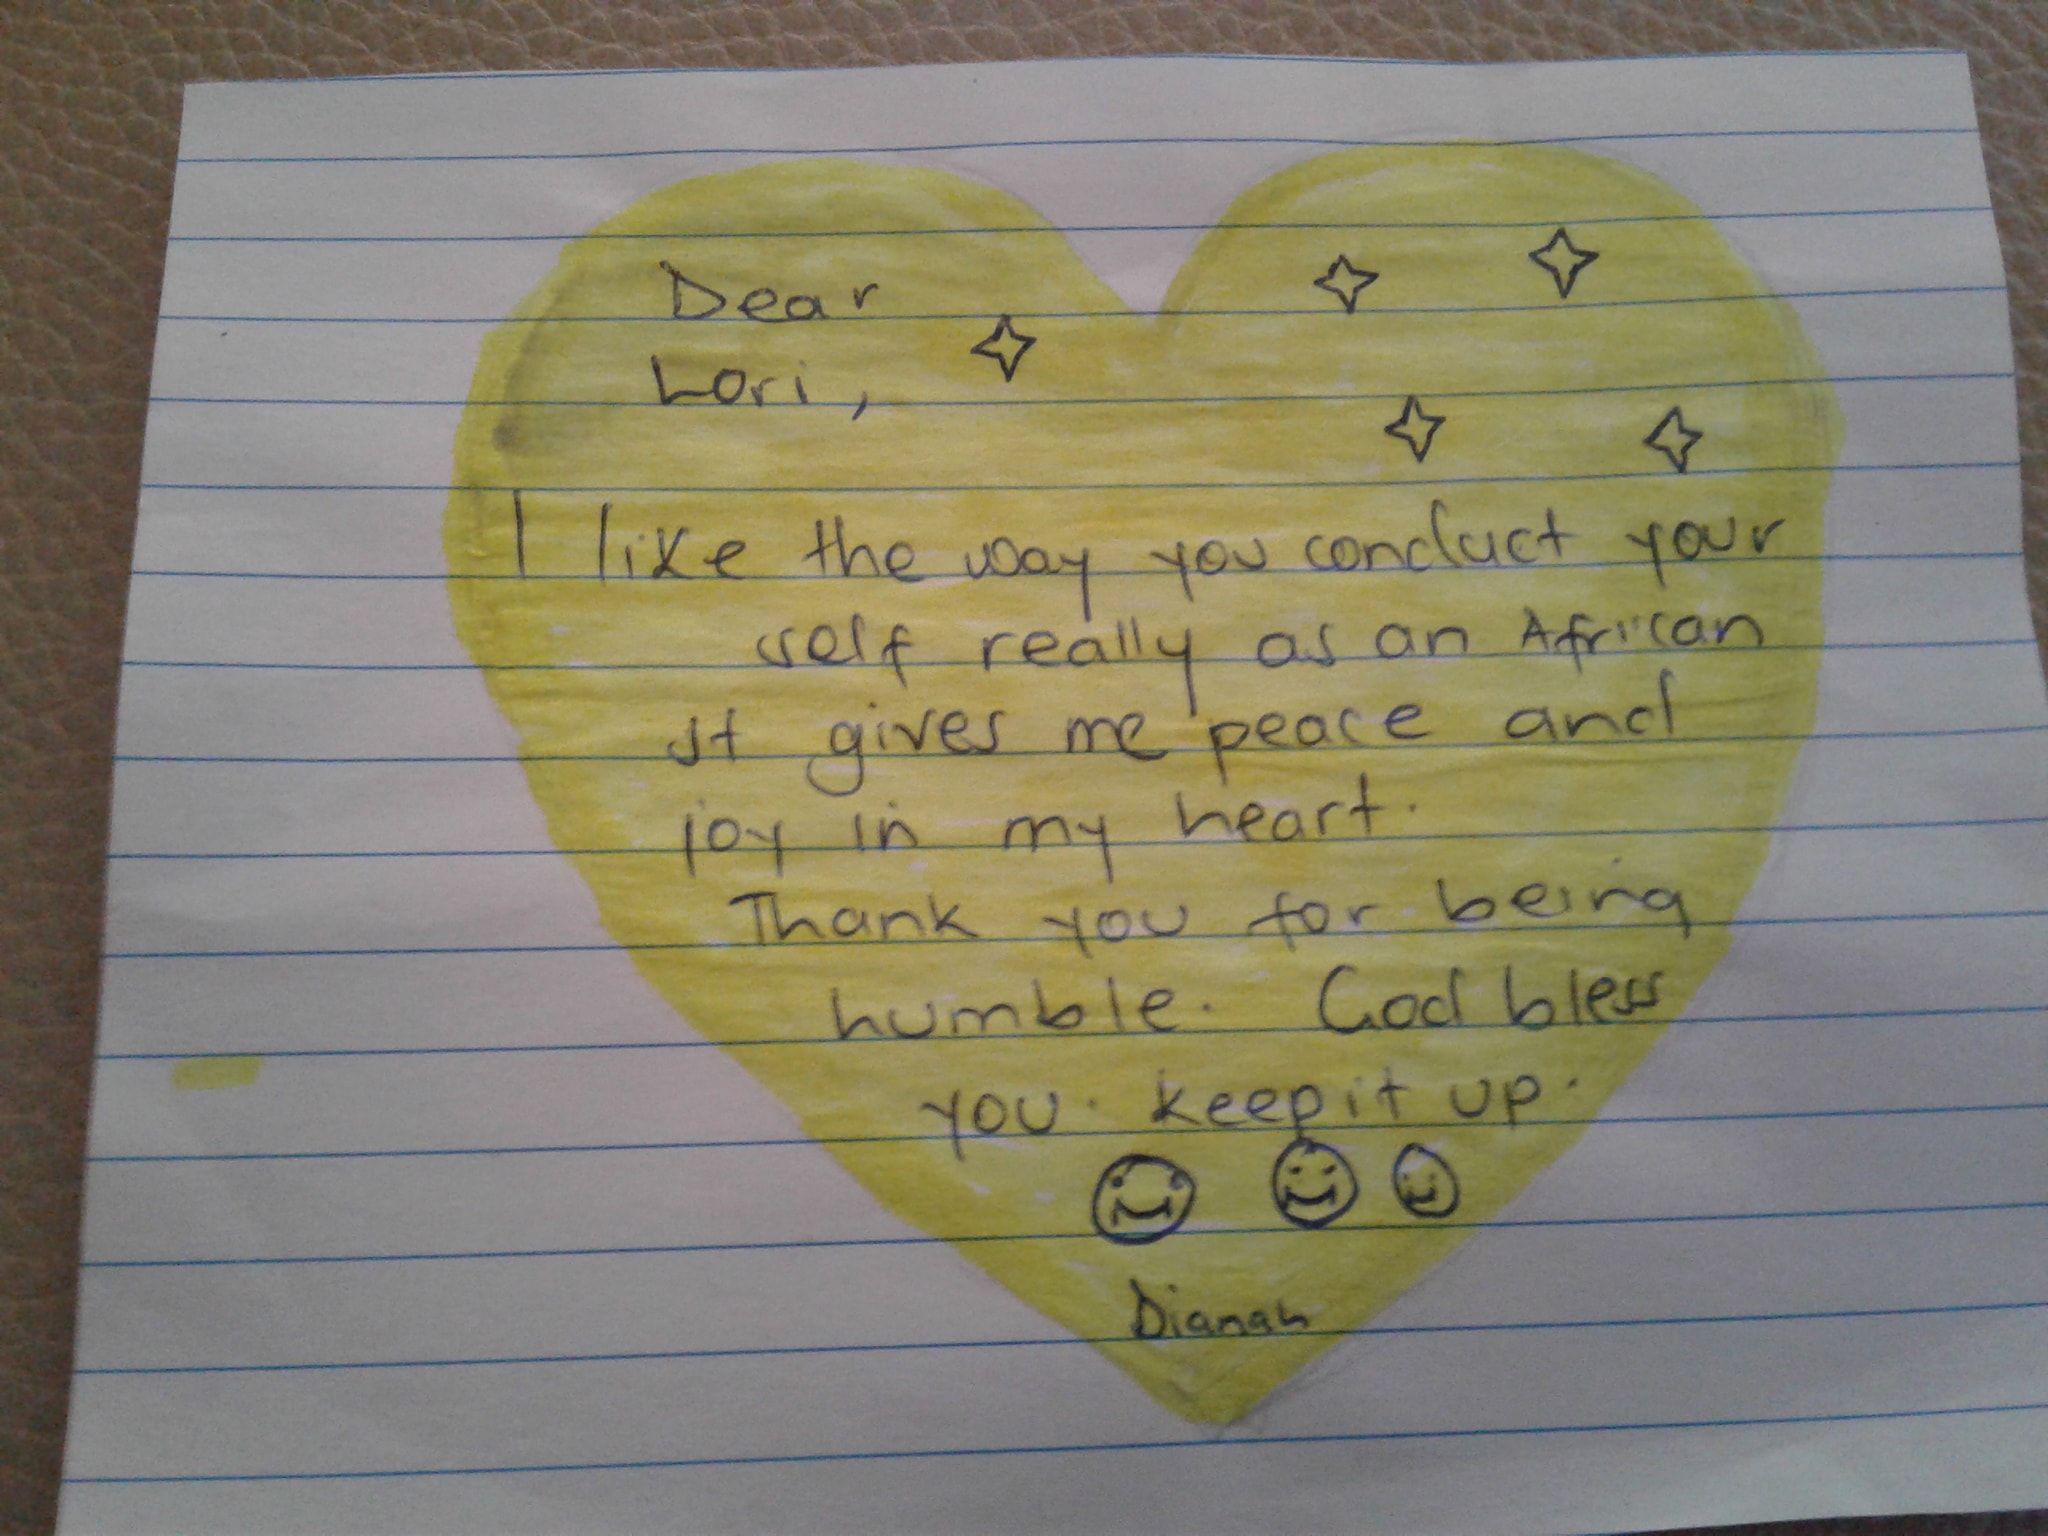 Dear
Lori,
I like the way you conduct your
self really as an African
it gives me peace and
joy in my heart.
Thank you for being
humble. God bless
you. keep it up.
Dianah